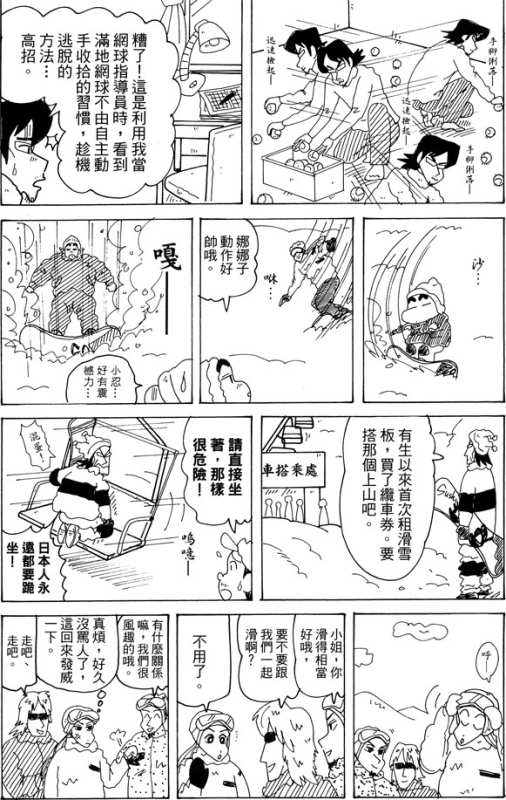 手腳俐落—
迅速撿起—
手腳俐落—
迅速撿起—
糟了!這是利用我當
網球指導員時,看到
滿地網球不由自主動
手收拾的習慣,趁機
逃脫的
方法…
高招。
沙…
咻…
娜娜子
動作好
帥哦。
嘎—
小忍…
好有震
撼力…
有生以來首次租滑雪
板,買了纜車券。要
搭那個上山吧。
車搭乘處
請直接坐
著,那樣
很危險!
嗚噫—
混蛋!
日本人永
遠都要跪
坐!
呼
小姐,你
滑得相當
好哦,
要不要跟
我們一起
滑啊?
不用了。
有什麼關係
嘛,我們很
風趣的哦。
真煩,好久
沒罵人了,
這回來發威
一下。
走吧、
走吧。